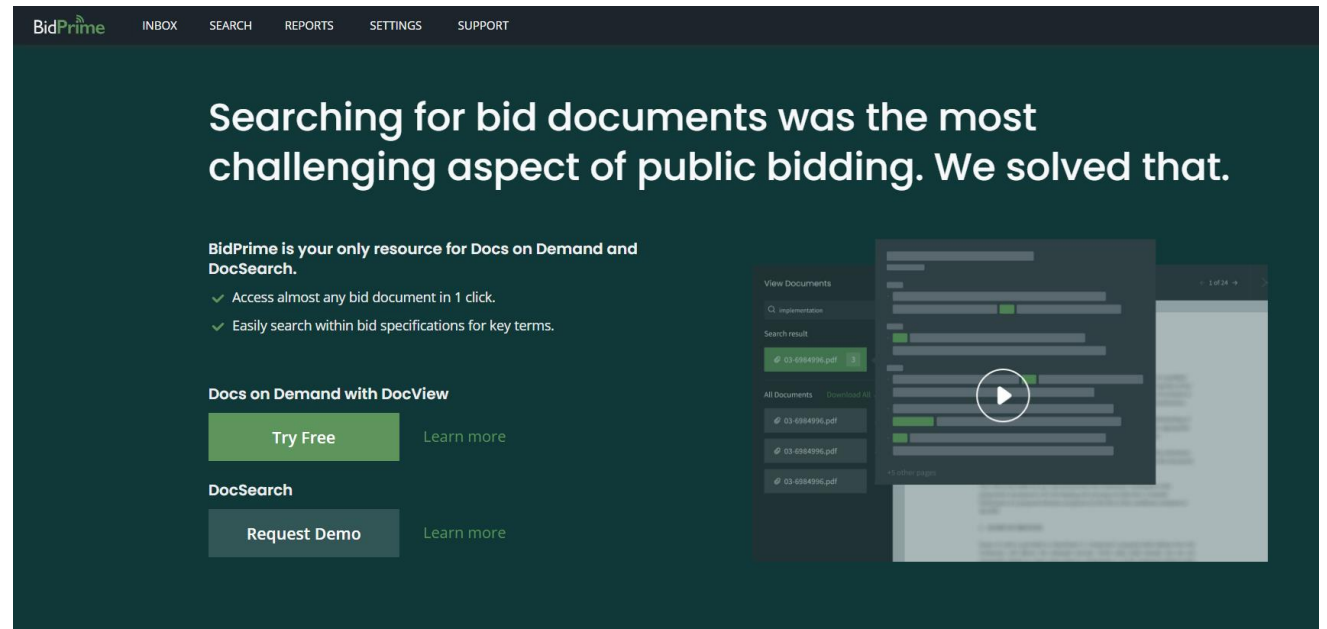 BidPrime
INBOX
SEARCH
REPORTS
SETTINGS
SUPPORT
Searching for bid documents was the most
challenging aspect of public bidding. We solved that.
BidPrime is your only resource for Docs on Demand and
DocSearch.
Access almost any bid document in 1 click.
Easily search within bid specifications for key terms.
Docs on Demand with DocView
Try Free
Learn more
DocSearch
Request Demo
Learn more
View Documents
implementation
Search result
03-6984996.pdf
3
All Documents
Download All
03-6984996.pdf
03-6984996.pdf
03-6984996.pdf
+5 other pages
1 of 24